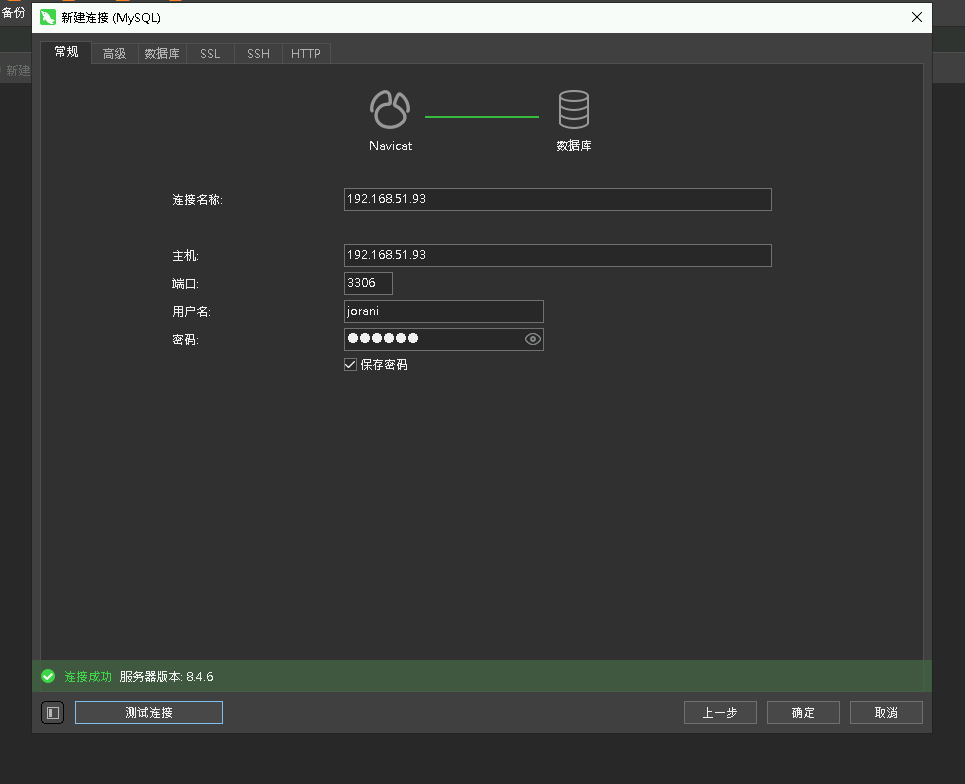 备份
新建连接 (MySQL)
常规 高级 数据库 SSL SSH HTTP
新建
Navicat 数据库
连接名称: 192.168.51.93
主机: 192.168.51.93
端口: 3306
用户名: jorani
密码: ●●●●●●
保存密码
连接成功 服务器版本: 8.4.6
测试连接 上一步 确定 取消